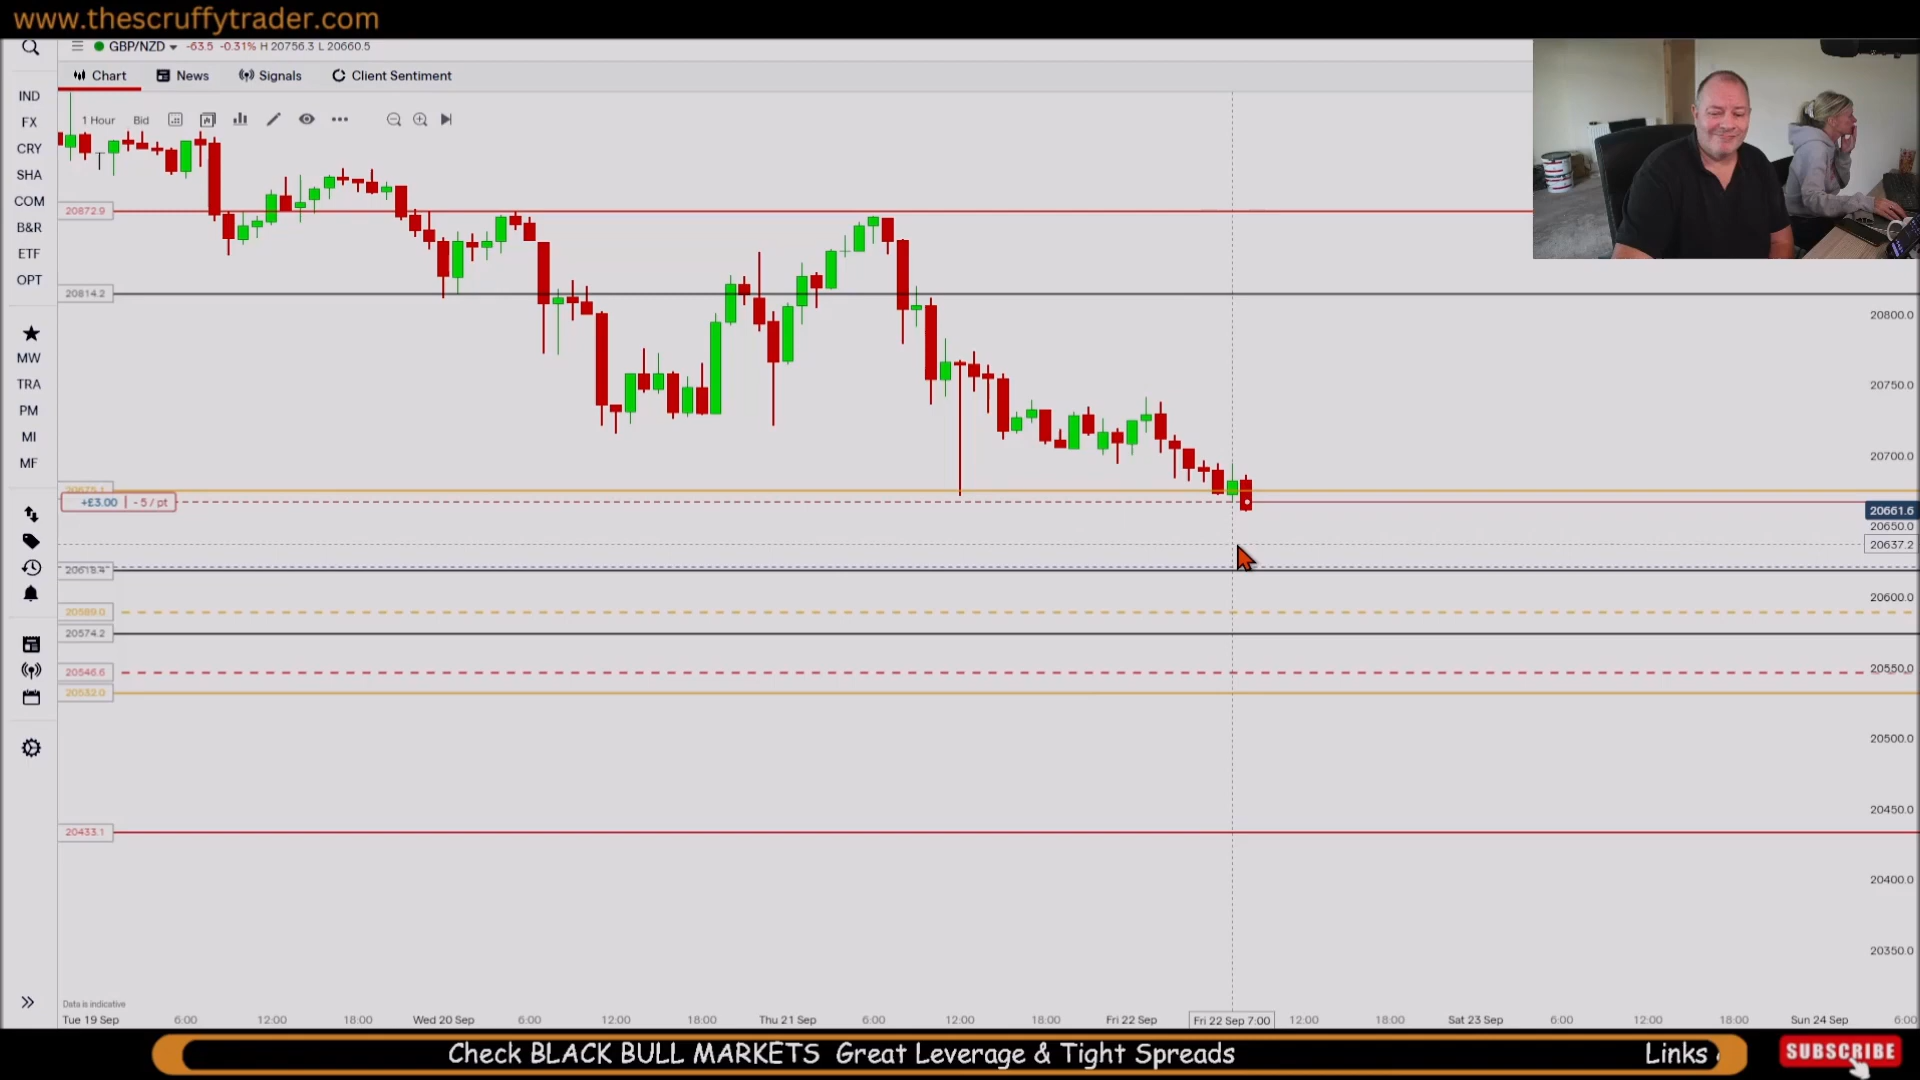 www.thescruffytrader.com
GBP/NZD -63.5 -0.31% H 20756.3 L 20660.5
Chart News Signals Client Sentiment
1 Hour Bid
IND
FX
CRY
SHA
COM
B&R
ETF
OPT
MW
TRA
PM
MI
MF
20872.9
20814.2
20675.1
+£3.00 - 5 / pt
20589.0
20574.2
20546.6
20532.0
20433.1
20800.0
20750.0
20700.0
20661.6
20650.0
20637.2
20600.0
20550.0
20500.0
20450.0
20400.0
20350.0
Data is indicative
Tue 19 Sep 6:00 12:00 18:00 Wed 20 Sep 6:00 12:00 18:00 Thu 21 Sep 6:00 12:00 18:00 Fri 22 Sep Fri 22 Sep 7:00 12:00 18:00 Sat 23 Sep 6:00 12:00 18:00 Sun 24 Sep 6:00
Check BLACK BULL MARKETS Great Leverage & Tight Spreads
Links
SUBSCRIBE